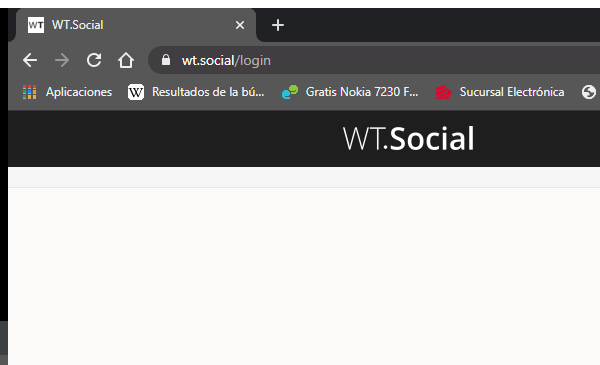 WT WT.Social
wt.social/login
Aplicaciones W Resultados de la bú... Gratis Nokia 7230 F... Sucursal Electrónica
WT.Social